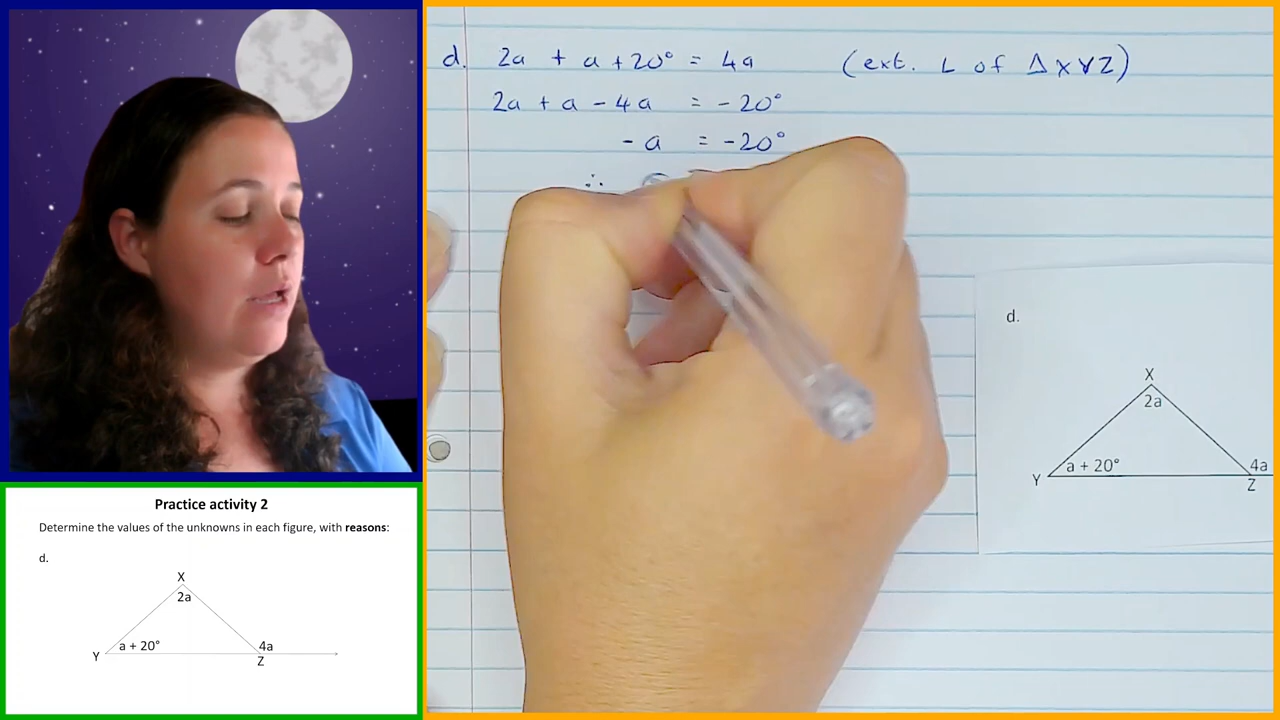 d. 2a + a + 20° = 4a (ext. ∠ of ΔXYZ)
2a + a - 4a = -20°
- a = -20°
∴
d.
X
2a
a + 20°
4a
Y
Z
Practice activity 2
Determine the values of the unknowns in each figure, with reasons:
d.
X
2a
a + 20°
4a
Y
Z